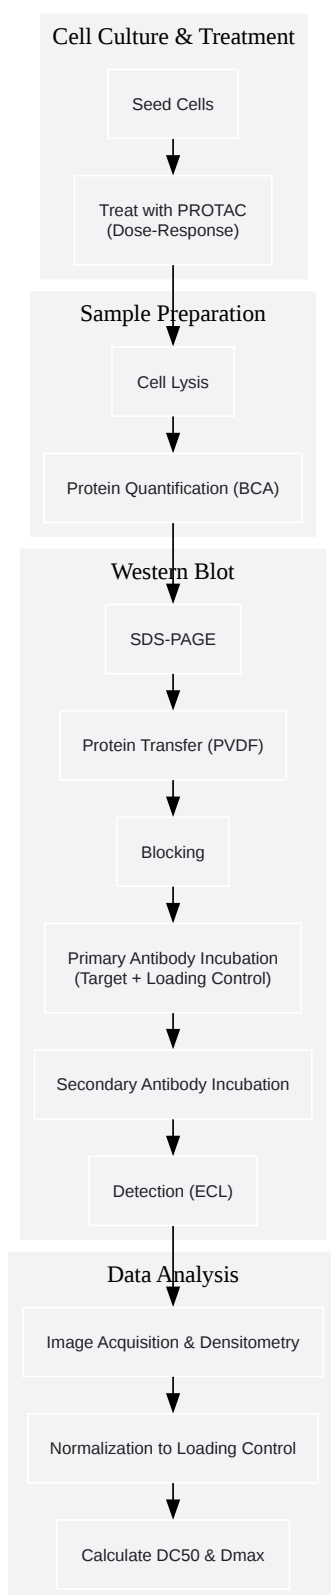 Cell Culture & Treatment
Seed Cells
Treat with PROTAC
(Dose-Response)
Sample Preparation
Cell Lysis
Protein Quantification (BCA)
Western Blot
SDS-PAGE
Protein Transfer (PVDF)
Blocking
Primary Antibody Incubation
(Target + Loading Control)
Secondary Antibody Incubation
Detection (ECL)
Data Analysis
Image Acquisition & Densitometry
Normalization to Loading Control
Calculate DC50 & Dmax